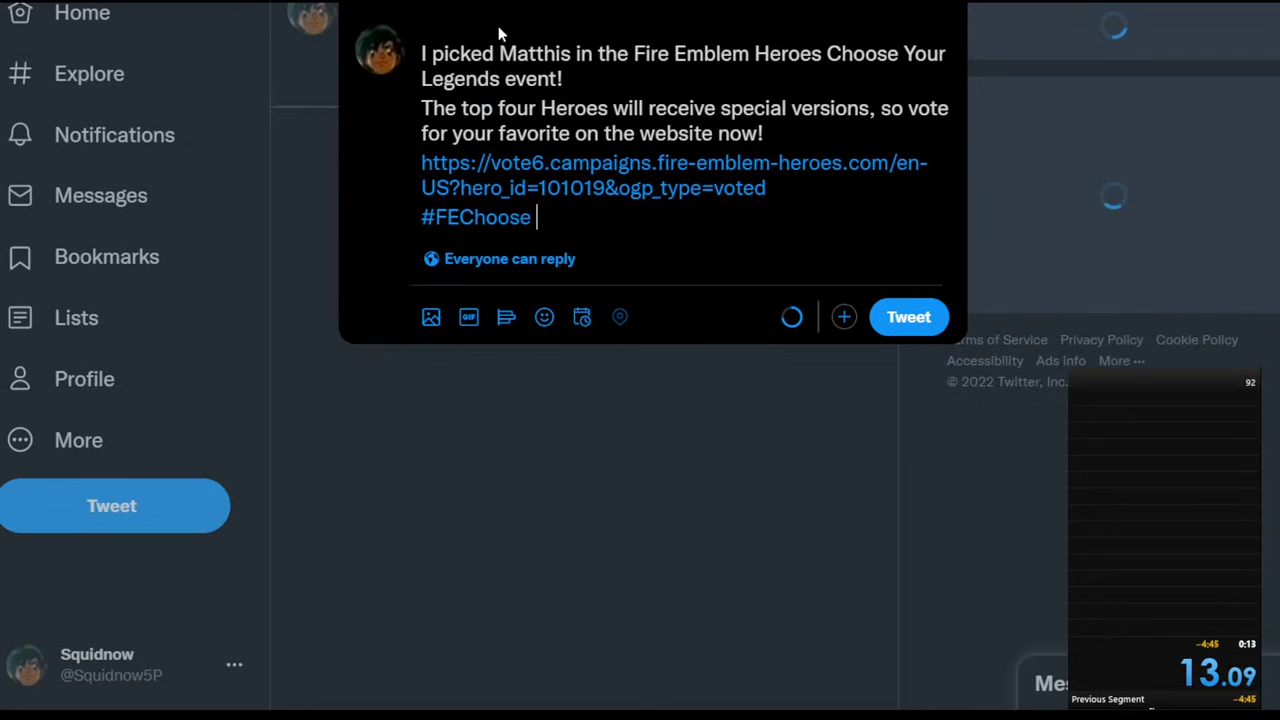 Home
Explore
Notifications
Messages
Bookmarks
Lists
Profile
More
Tweet
Squidnow
@Squidnow5P
I picked Matthis in the Fire Emblem Heroes Choose Your
Legends event!
The top four Heroes will receive special versions, so vote
for your favorite on the website now!
https://vote6.campaigns.fire-emblem-heroes.com/en-
US?hero_id=101019&ogp_type=voted
#FEChoose
Everyone can reply
GIF
Tweet
erms of Service Privacy Policy Cookie Policy
Accessibility Ads info More
© 2022 Twitter, Inc.
92
Mes
-4:45 0:13
13.09
Previous Segment -4:45